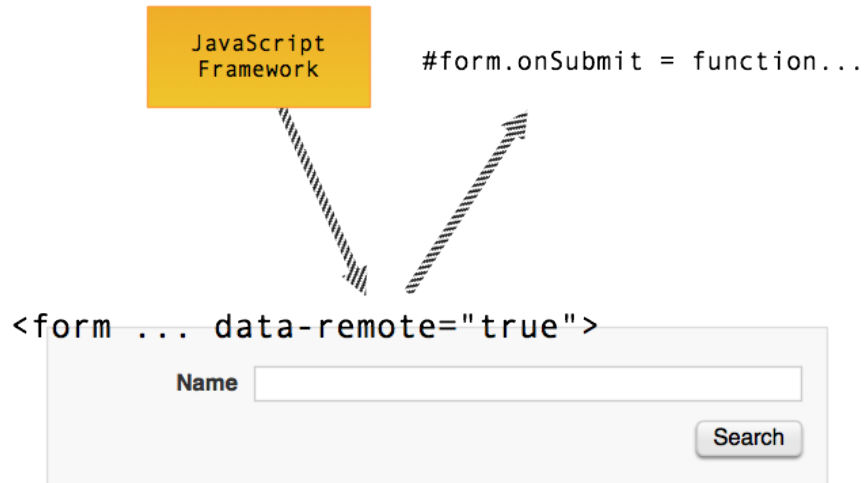 JavaScript
Framework
#form.onSubmit = function...
<form ... data-remote="true">
Name
Search